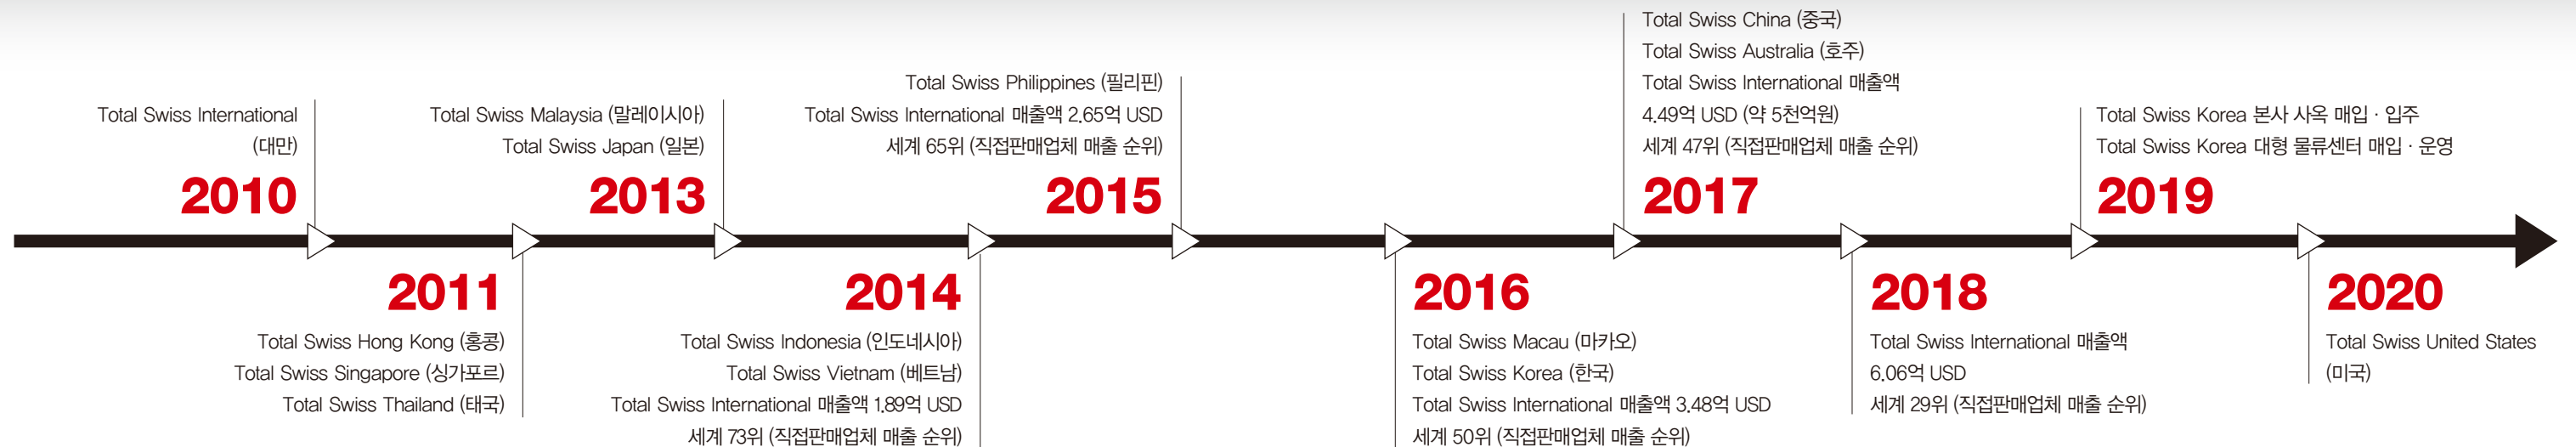 Total Swiss International
(대만)
2010
2011
Total Swiss Hong Kong (홍콩)
Total Swiss Singapore (싱가포르)
Total Swiss Thailand (태국)
Total Swiss Malaysia (말레이시아)
Total Swiss Japan (일본)
2013
2014
Total Swiss Indonesia (인도네시아)
Total Swiss Vietnam (베트남)
Total Swiss International 매출액 1.89억 USD
세계 73위 (직접판매업체 매출 순위)
Total Swiss Philippines (필리핀)
Total Swiss International 매출액 2.65억 USD
세계 65위 (직접판매업체 매출 순위)
2015
2016
Total Swiss Macau (마카오)
Total Swiss Korea (한국)
Total Swiss International 매출액 3.48억 USD
세계 50위 (직접판매업체 매출 순위)
Total Swiss China (중국)
Total Swiss Australia (호주)
Total Swiss International 매출액
4.49억 USD (약 5천억원)
세계 47위 (직접판매업체 매출 순위)
2017
2018
Total Swiss International 매출액
6.06억 USD
세계 29위 (직접판매업체 매출 순위)
Total Swiss Korea 본사 사옥 매입 · 입주
Total Swiss Korea 대형 물류센터 매입 · 운영
2019
2020
Total Swiss United States
(미국)